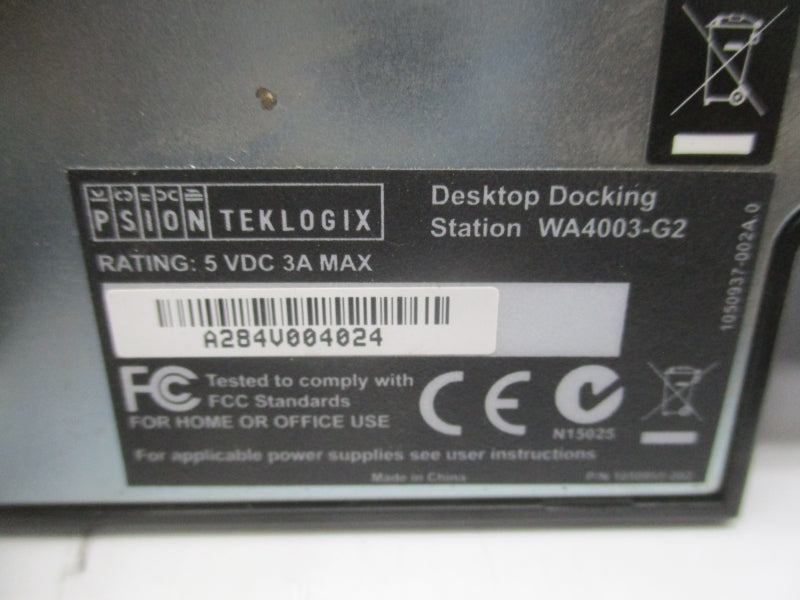 PSION TEKLOGIX
Desktop Docking
Station WA4003-G2
RATING: 5 VDC 3A MAX
1050937-002A.0
A284V004024
FC Tested to comply with
FCC Standards
FOR HOME OR OFFICE USE
CE
N15025
For applicable power supplies see user instructions
Made in China
P/N